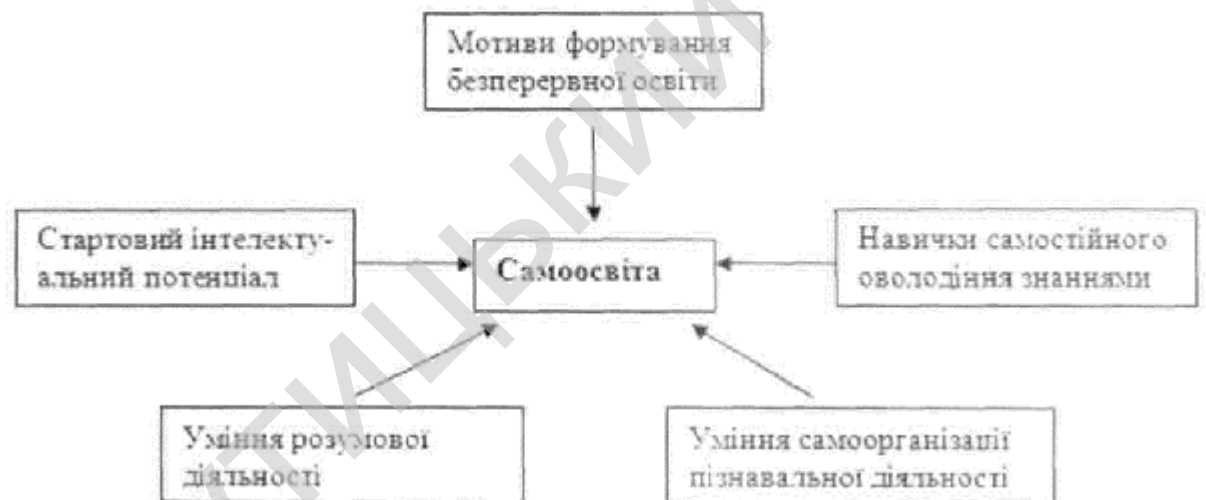 Мотиви формування
безперервної освіти
Стартовий інтелекту-
альний потенціал
Самоосвіта
Навички самостійного
оволодіння знаннями
Уміння розумової
діяльності
Уміння самоорганізації
пізнавальної діяльності